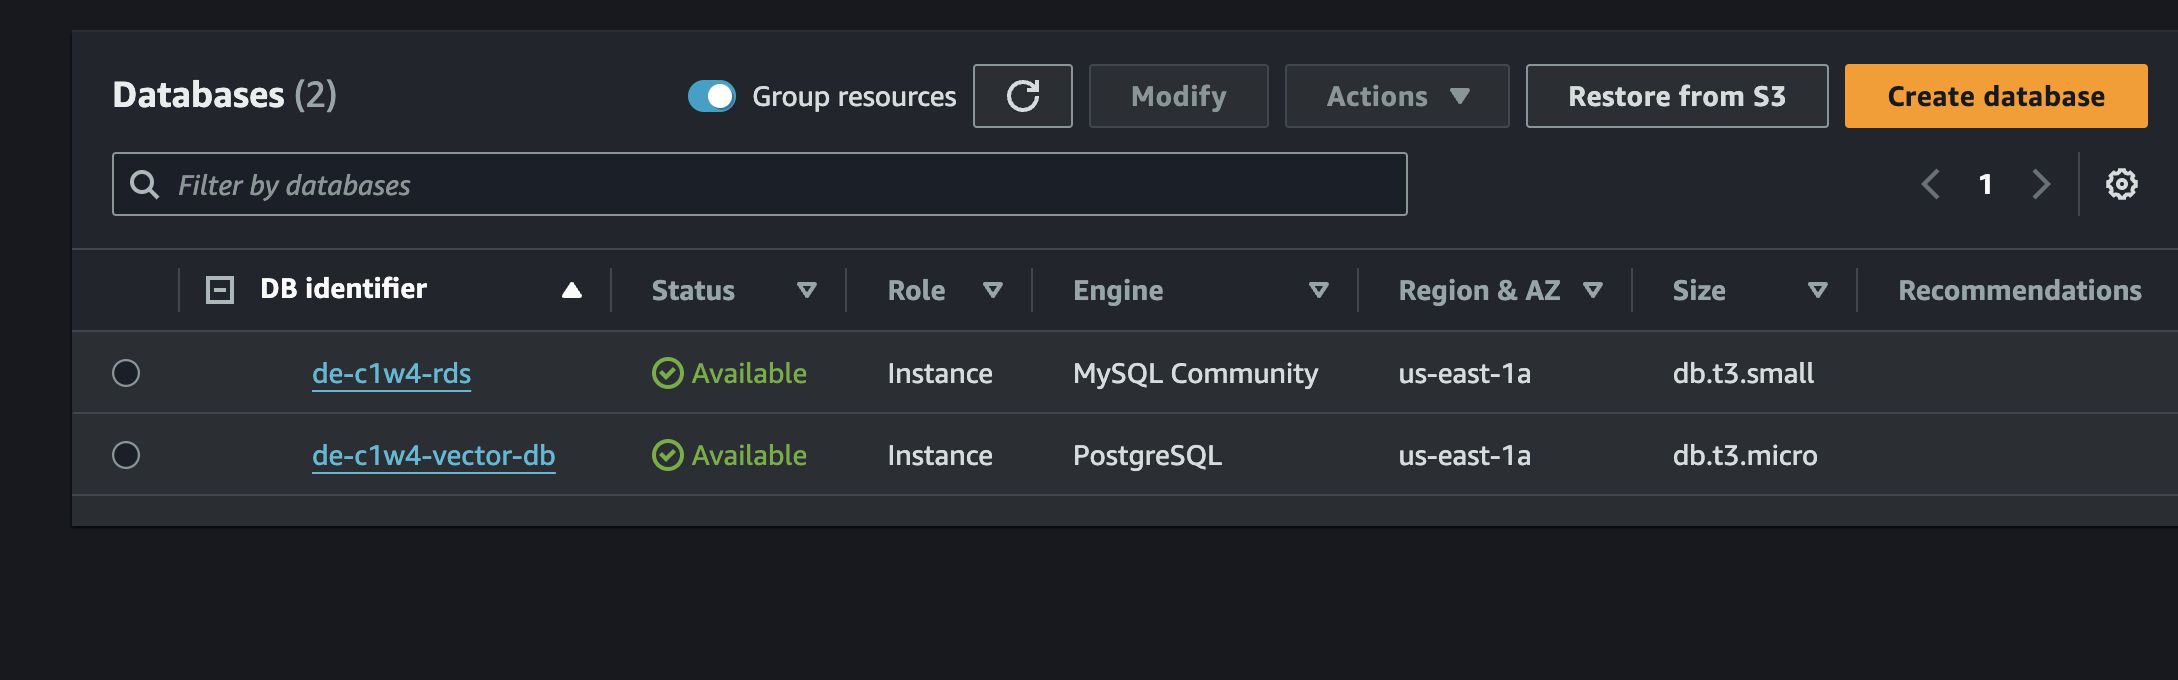 Databases (2)
Group resources
Modify
Actions
Restore from S3
Create database
Filter by databases
1
DB identifier Status Role Engine Region & AZ Size Recommendations
de-c1w4-rds Available Instance MySQL Community us-east-1a db.t3.small
de-c1w4-vector-db Available Instance PostgreSQL us-east-1a db.t3.micro